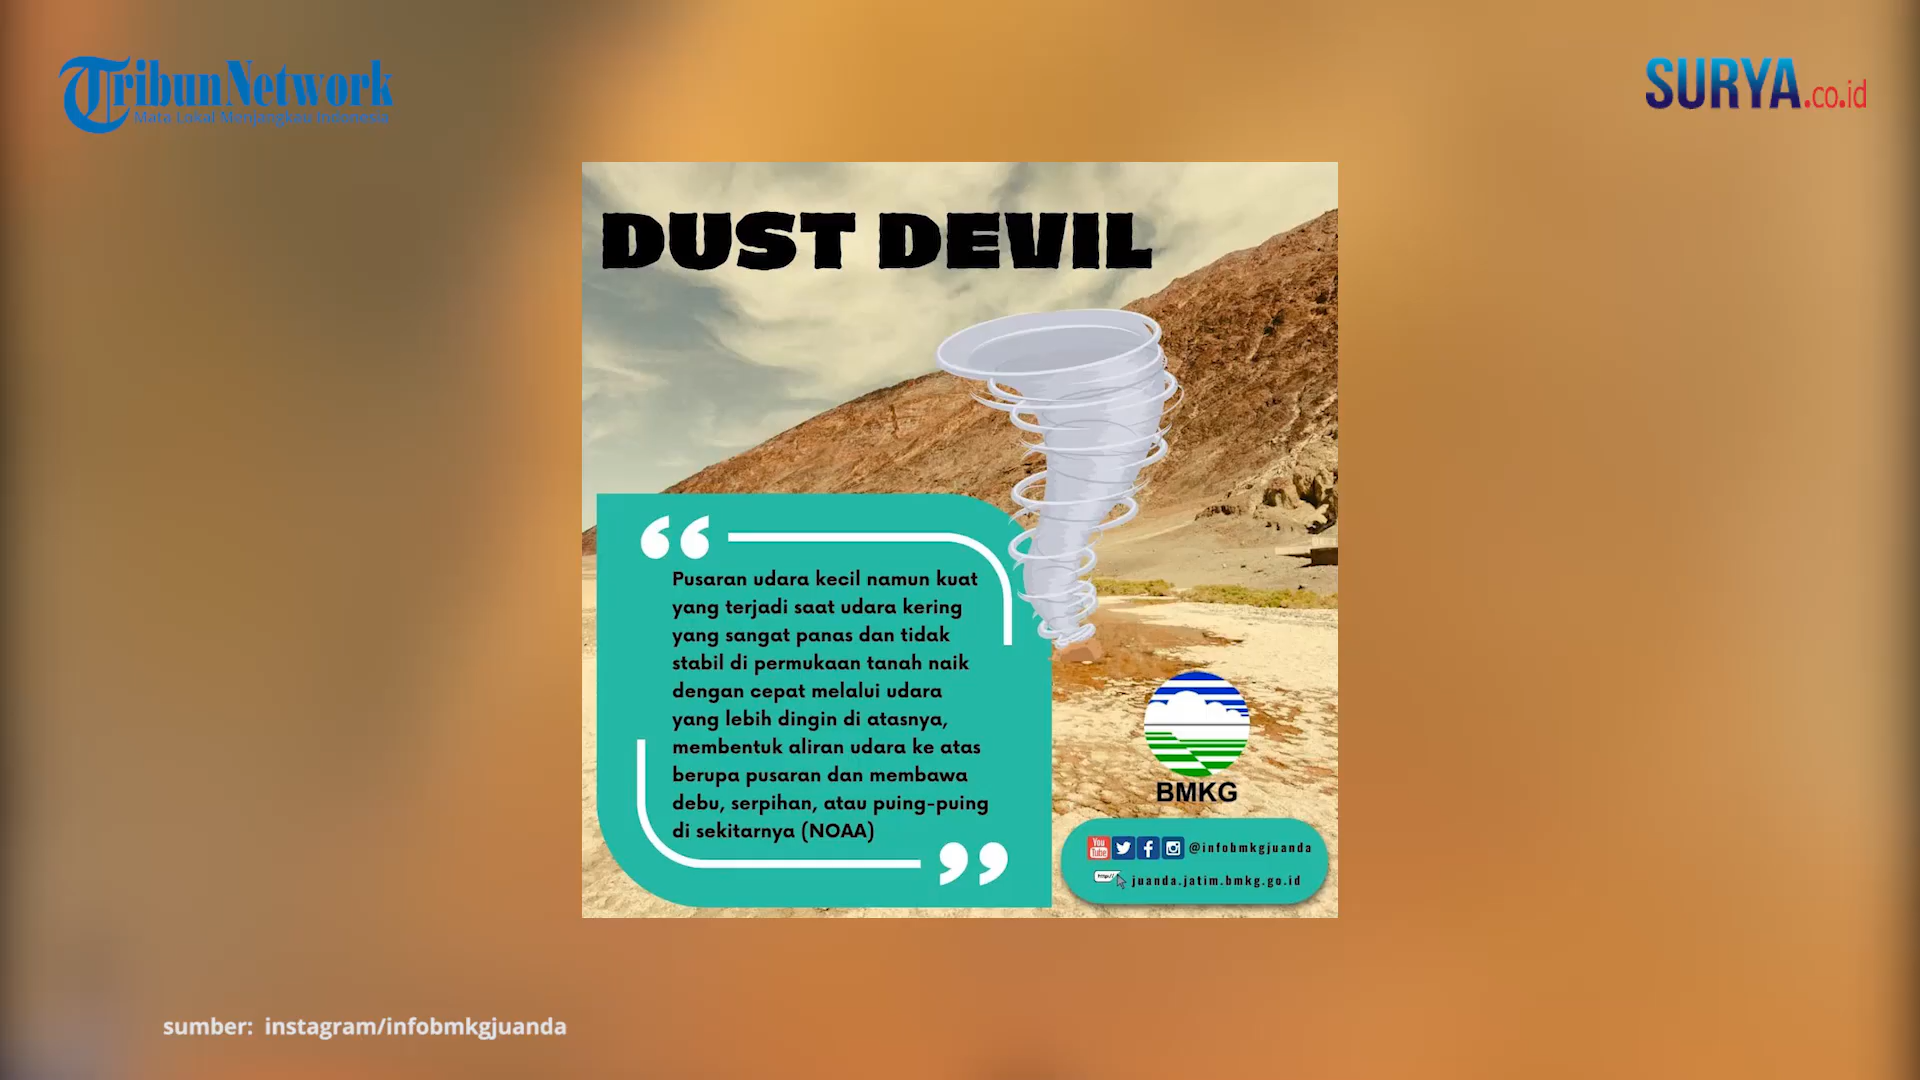 TribunNetwork
Mata Lokal Menjangkau Indonesia
SURYA.co.id
DUST DEVIL
“
Pusaran udara kecil namun kuat
yang terjadi saat udara kering
yang sangat panas dan tidak
stabil di permukaan tanah naik
dengan cepat melalui udara
yang lebih dingin di atasnya,
membentuk aliran udara ke atas
berupa pusaran dan membawa
debu, serpihan, atau puing-puing
di sekitarnya (NOAA)
”
BMKG
You Tube @infobmkgjuanda
http:// juanda.jatim.bmkg.go.id
sumber: instagram/infobmkgjuanda